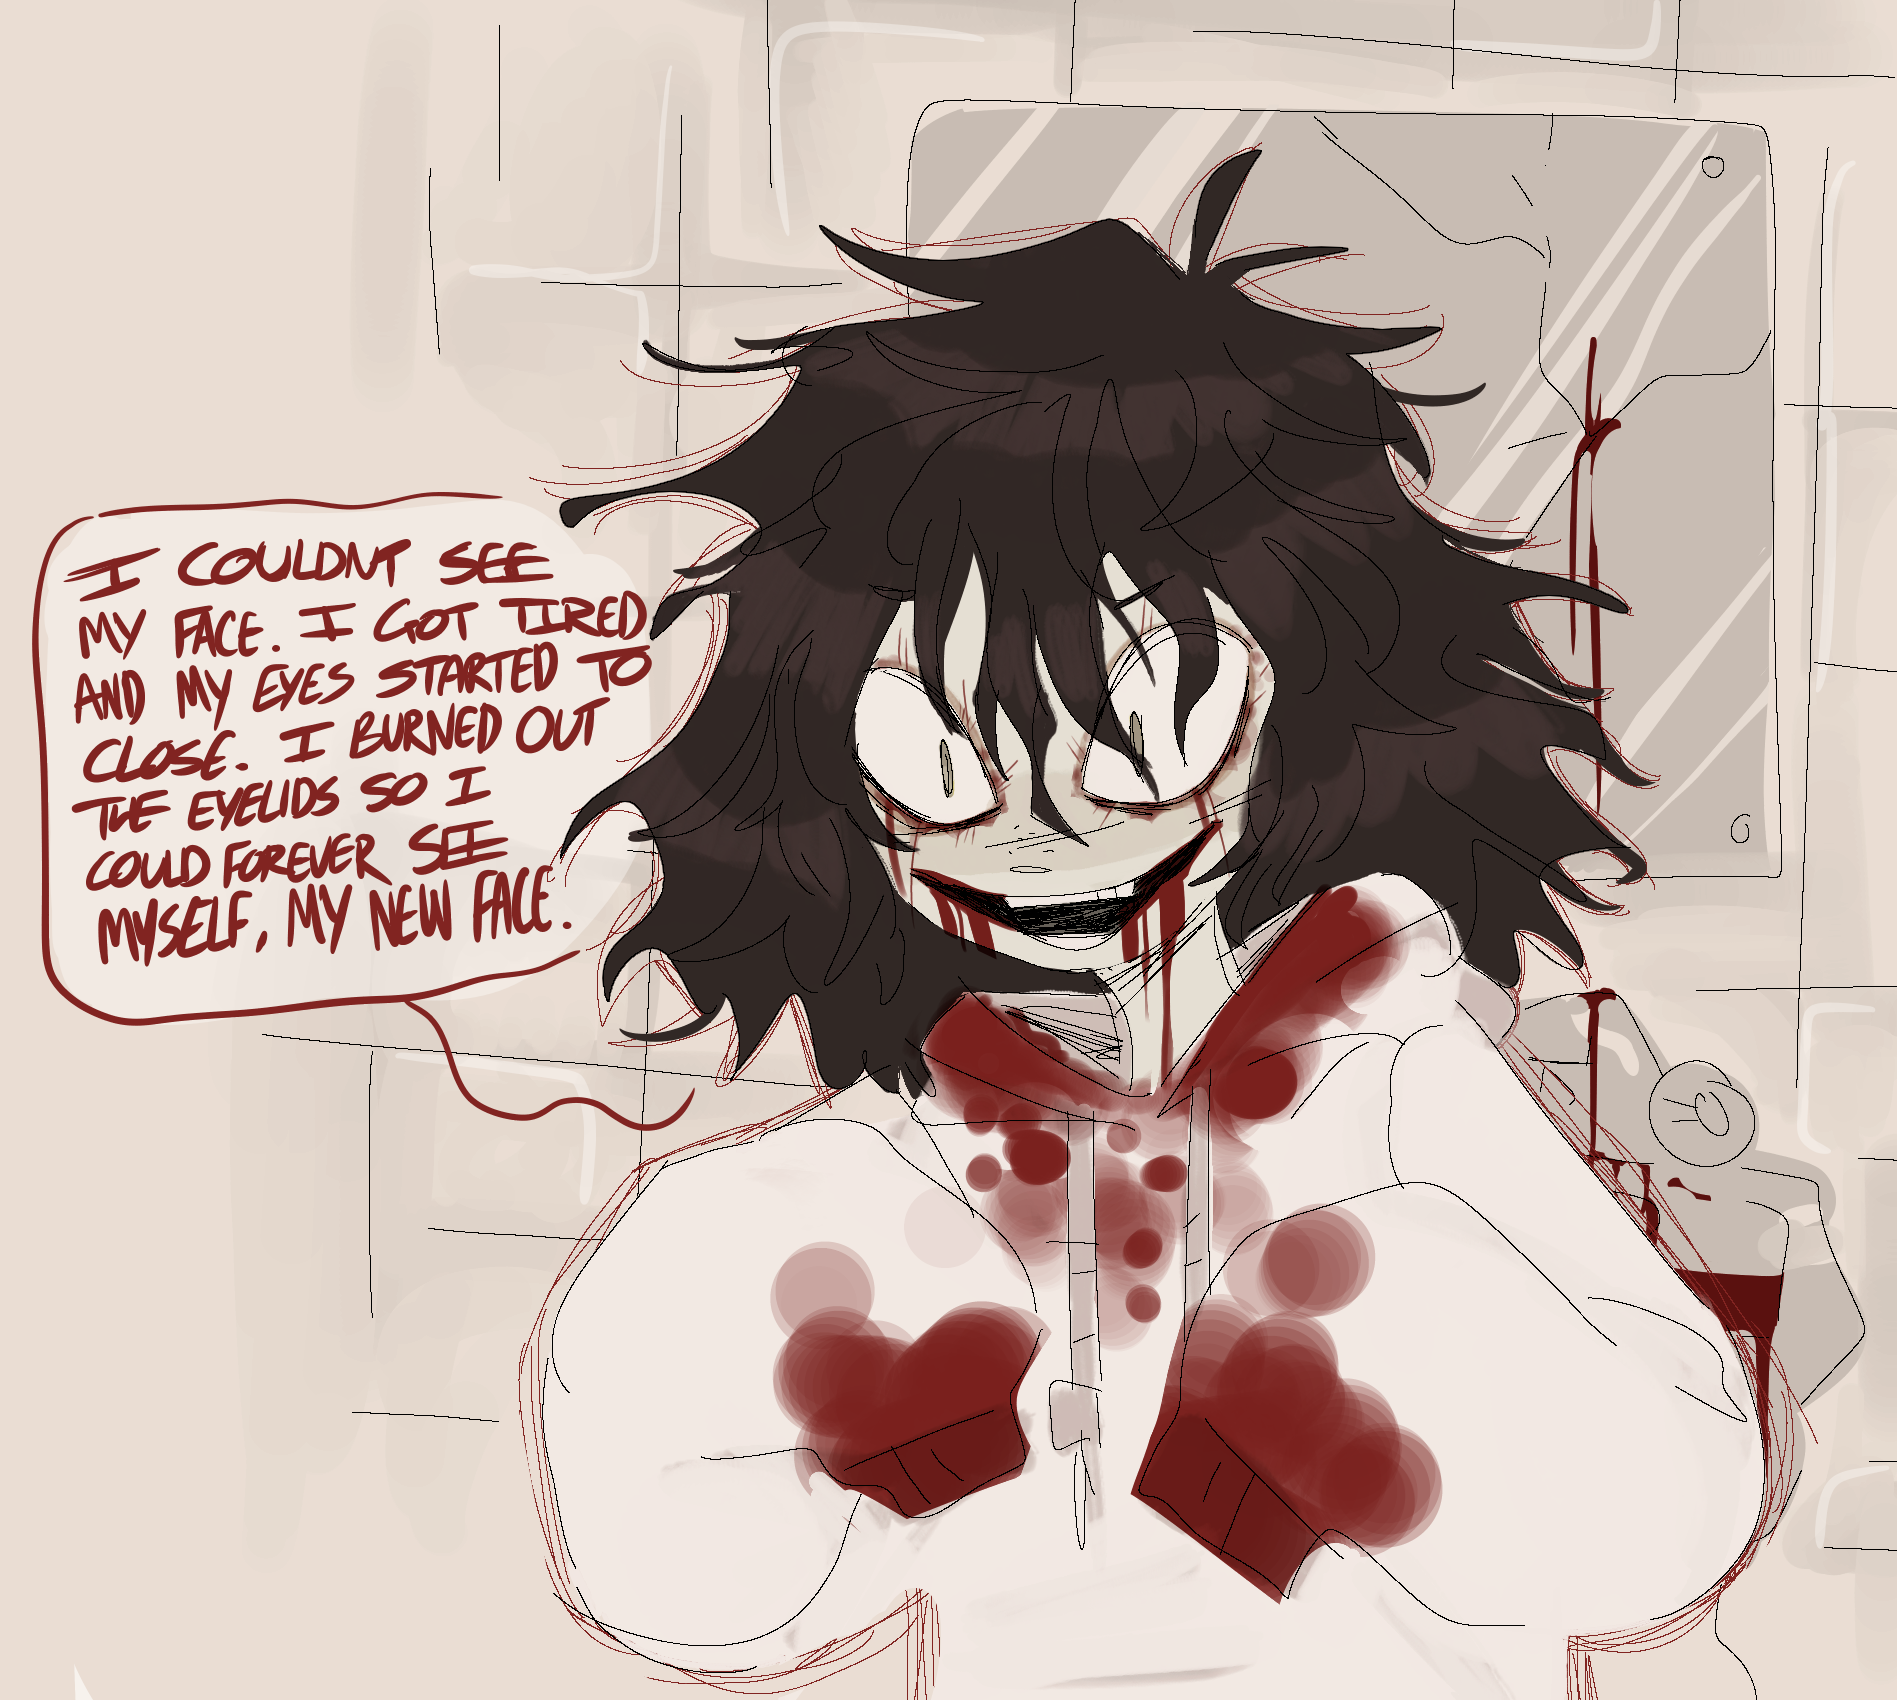 I COULDNT SEE
MY FACE. I GOT TIRED
AND MY EYES STARTED TO
CLOSE. I BURNED OUT
THE EYELIDS SO I
COULD FOREVER SEE
MYSELF, MY NEW FACE.